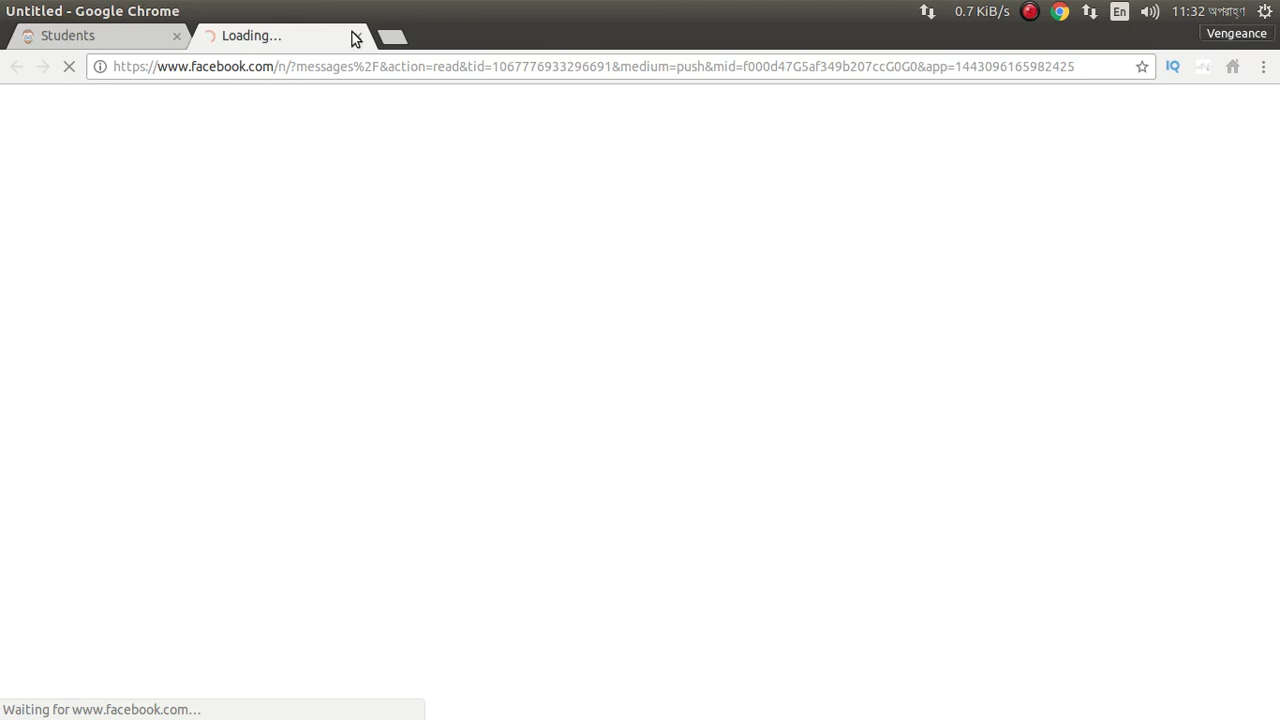 Untitled - Google Chrome
0.7 KiB/s
En
11:32 অপরাহ্ণ
Students
Loading...
Vengeance
https://www.facebook.com/n/?messages%2F&action=read&tid=1067776933296691&medium=push&mid=f000d47G5af349b207ccG0G0&app=1443096165982425
IQ
Waiting for www.facebook.com...